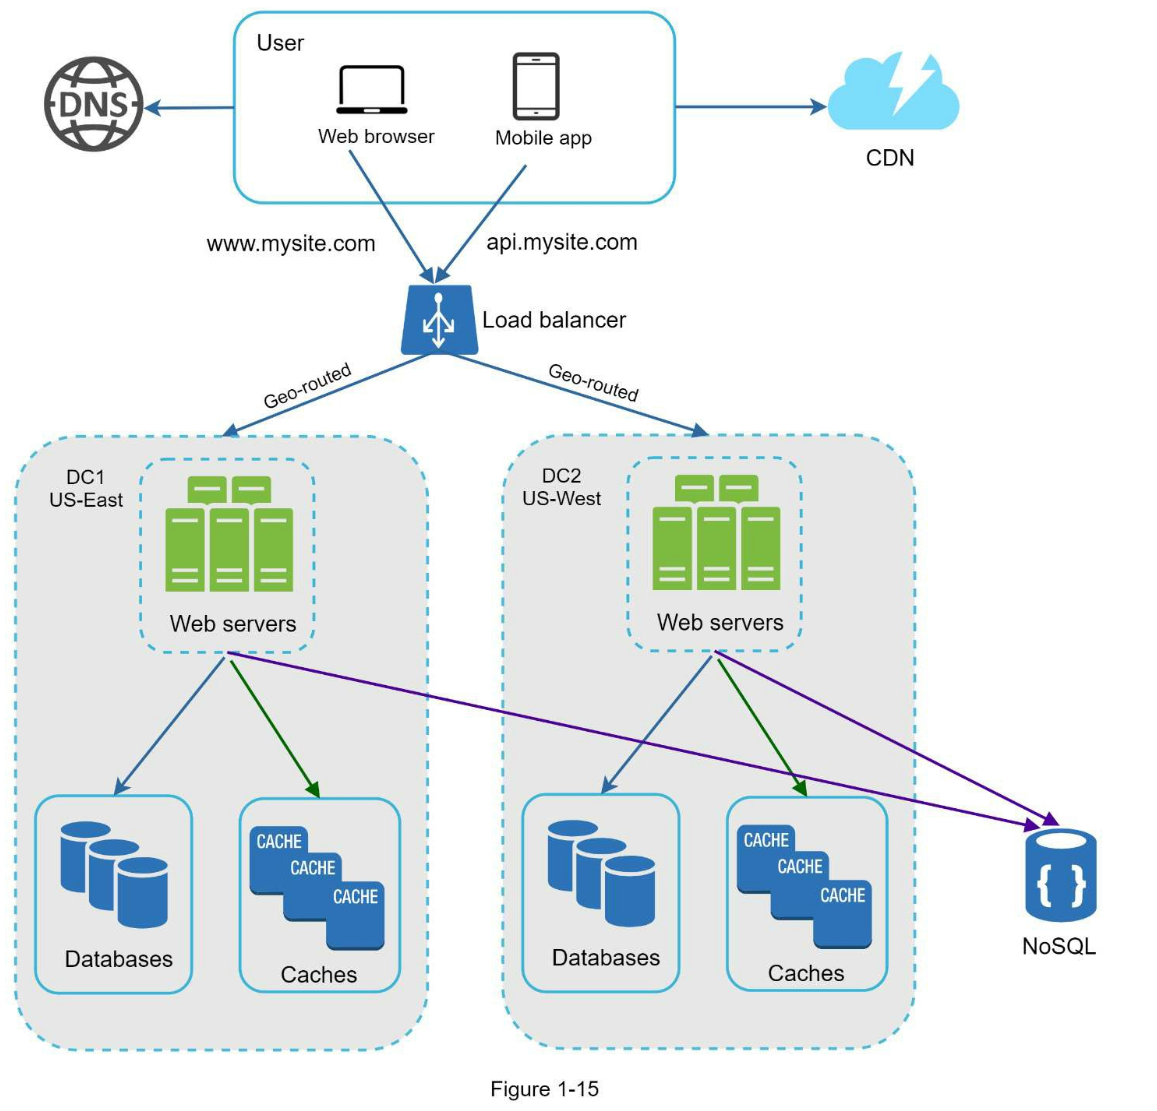 User
DNS
Web browser
Mobile app
CDN
www.mysite.com
api.mysite.com
Load balancer
Geo-routed
Geo-routed
DC1
US-East
Web servers
DC2
US-West
Web servers
Databases
CACHE
CACHE
CACHE
Caches
Databases
CACHE
CACHE
CACHE
Caches
{ }
NoSQL
Figure 1-15